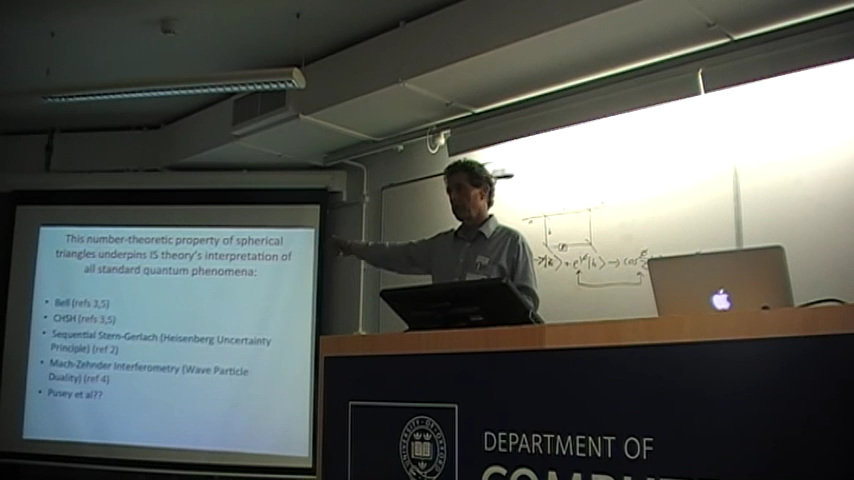 This number-theoretic property of spherical
triangles underpins IS theory's interpretation of
all standard quantum phenomena:
• Bell (refs 3,5)
• CHSH (refs 3,5)
• Sequential Stern-Gerlach (Heisenberg Uncertainty
Principle) (ref 2)
• Mach-Zehnder Interferometry (Wave Particle
Duality) (ref 4)
• Pusey et al??
DEPARTMENT OF